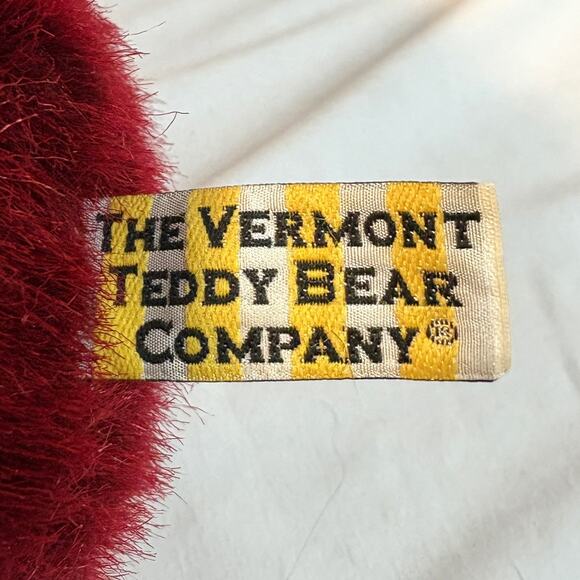 THE VERMONT
TEDDY BEAR
COMPANY®